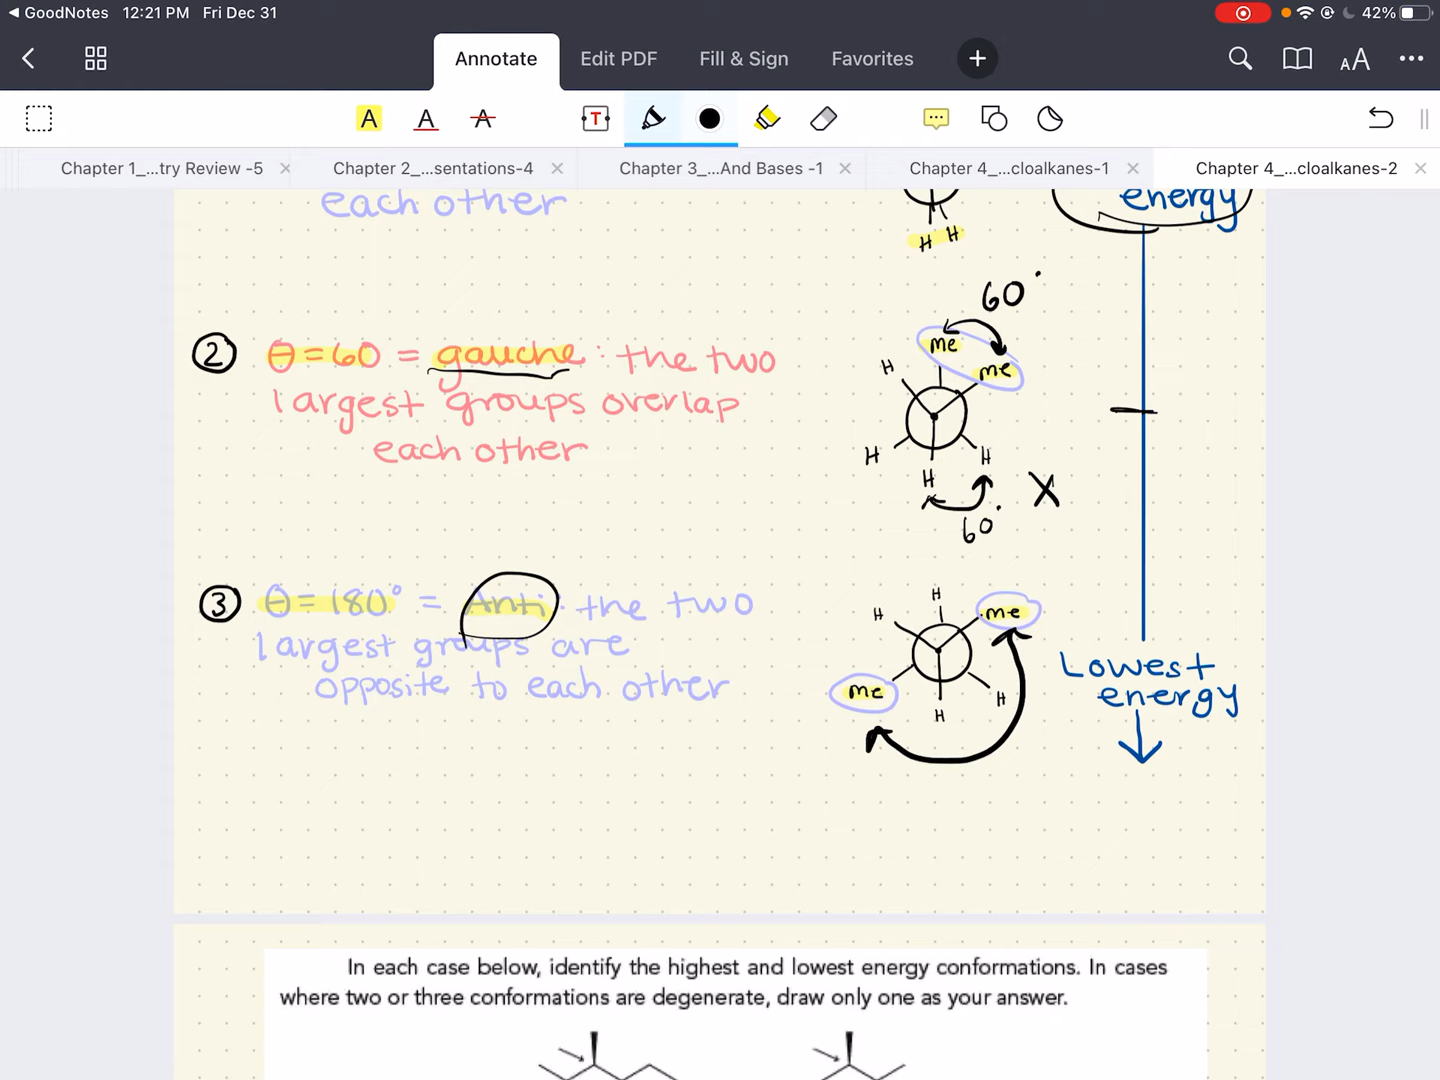 GoodNotes 12:21 PM Fri Dec 31 42%
Annotate Edit PDF Fill & Sign Favorites
A A A T AA
Chapter 1_...try Review -5 Chapter 2_...sentations-4 Chapter 3_...And Bases -1 Chapter 4_...cloalkanes-1 Chapter 4_...cloalkanes-2
each other
energy
H H
60°
② θ=60 = gauche: the two
largest groups overlap
each other
me
me
H
H
H
H
60°
X
③ θ=180° = Anti: the two
largest groups are
opposite to each other
H
H
me
me
H
H
Lowest
energy
In each case below, identify the highest and lowest energy conformations. In cases
where two or three conformations are degenerate, draw only one as your answer.